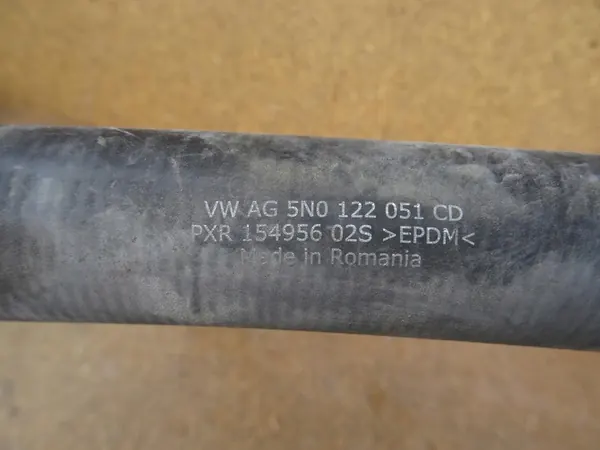 VW AG 5N0 122 051 CD
PXR 154956 02S >EPDM<
Made in Romania